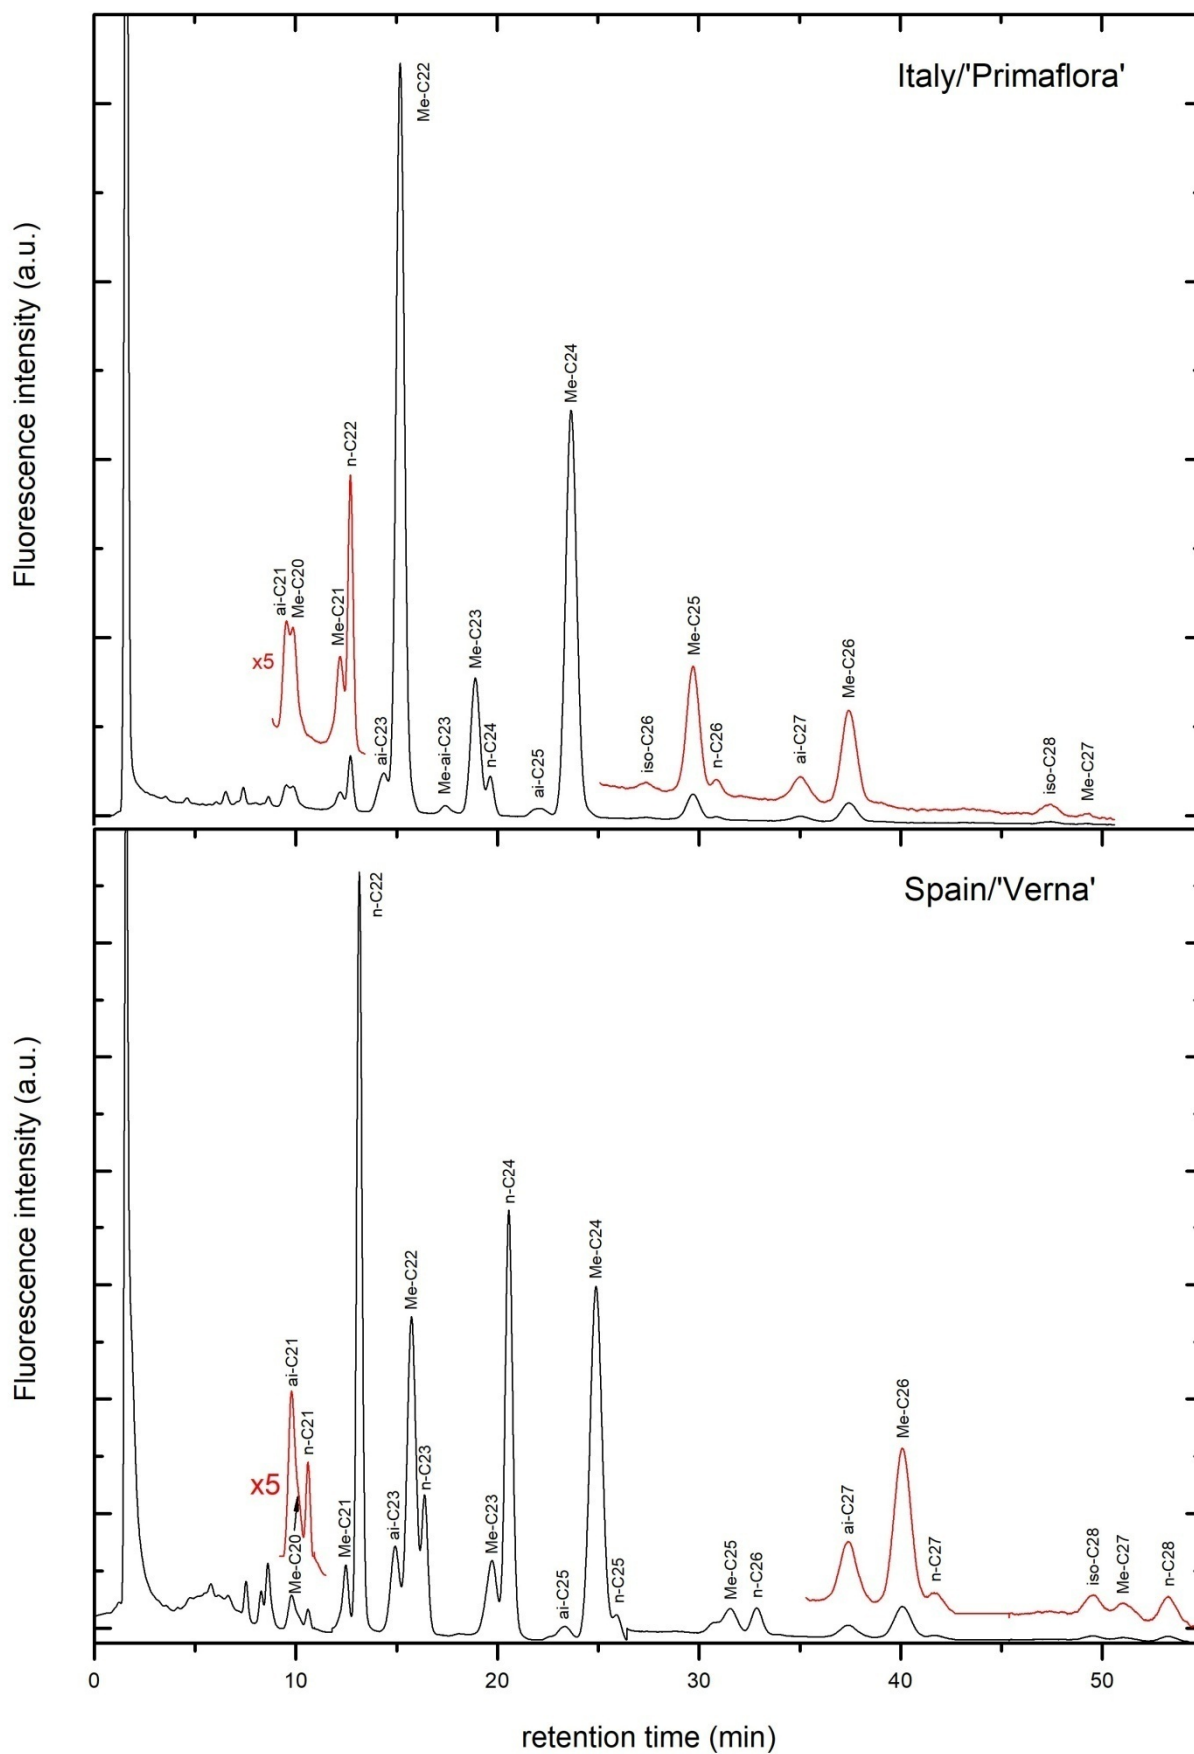 Italy/'Primaflora'
Fluorescence intensity (a.u.)
x5
ai-C21
Me-C20
Me-C21
n-C22
ai-C23
Me-C22
Me-ai-C23
Me-C23
n-C24
ai-C25
Me-C24
iso-C26
Me-C25
n-C26
ai-C27
Me-C26
iso-C28
Me-C27
Spain/'Verna'
Fluorescence intensity (a.u.)
x5
ai-C21
Me-C20
n-C21
Me-C21
n-C22
ai-C23
Me-C22
n-C23
Me-C23
n-C24
ai-C25
Me-C24
n-C25
Me-C25
n-C26
ai-C27
Me-C26
n-C27
iso-C28
Me-C27
n-C28
0 10 20 30 40 50
retention time (min)